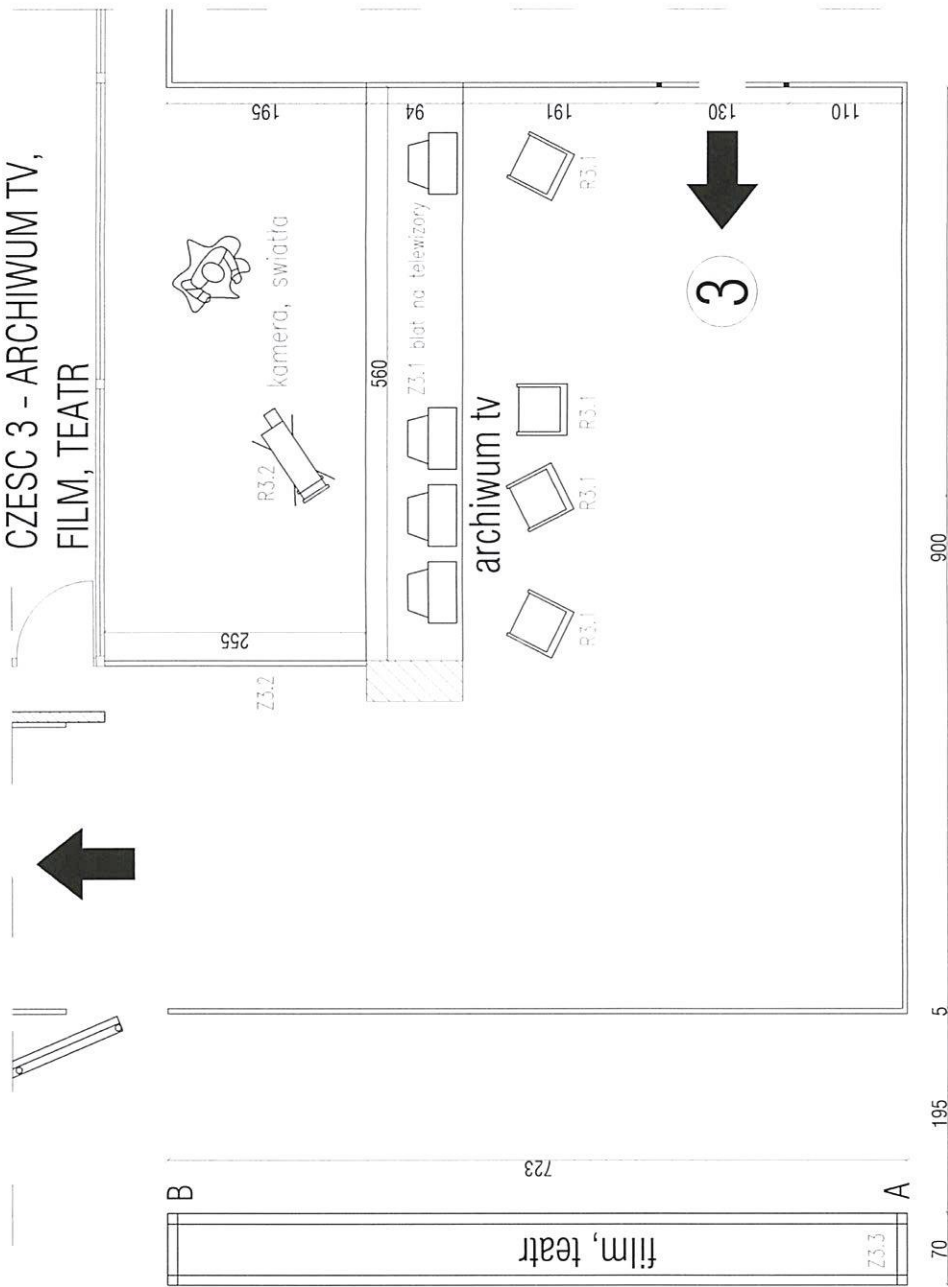 CZESC 3 - ARCHIWUM TV,
FILM, TEATR
195
kamera, swiatla
R3.2
255
Z3.2
560
94
Z3.1 blat na telewizory
archiwum tv
191
R3.1
R3.1
R3.1
R3.1
130
3
110
900
5
195
723
B
film, teatr
Z3.3
A
70